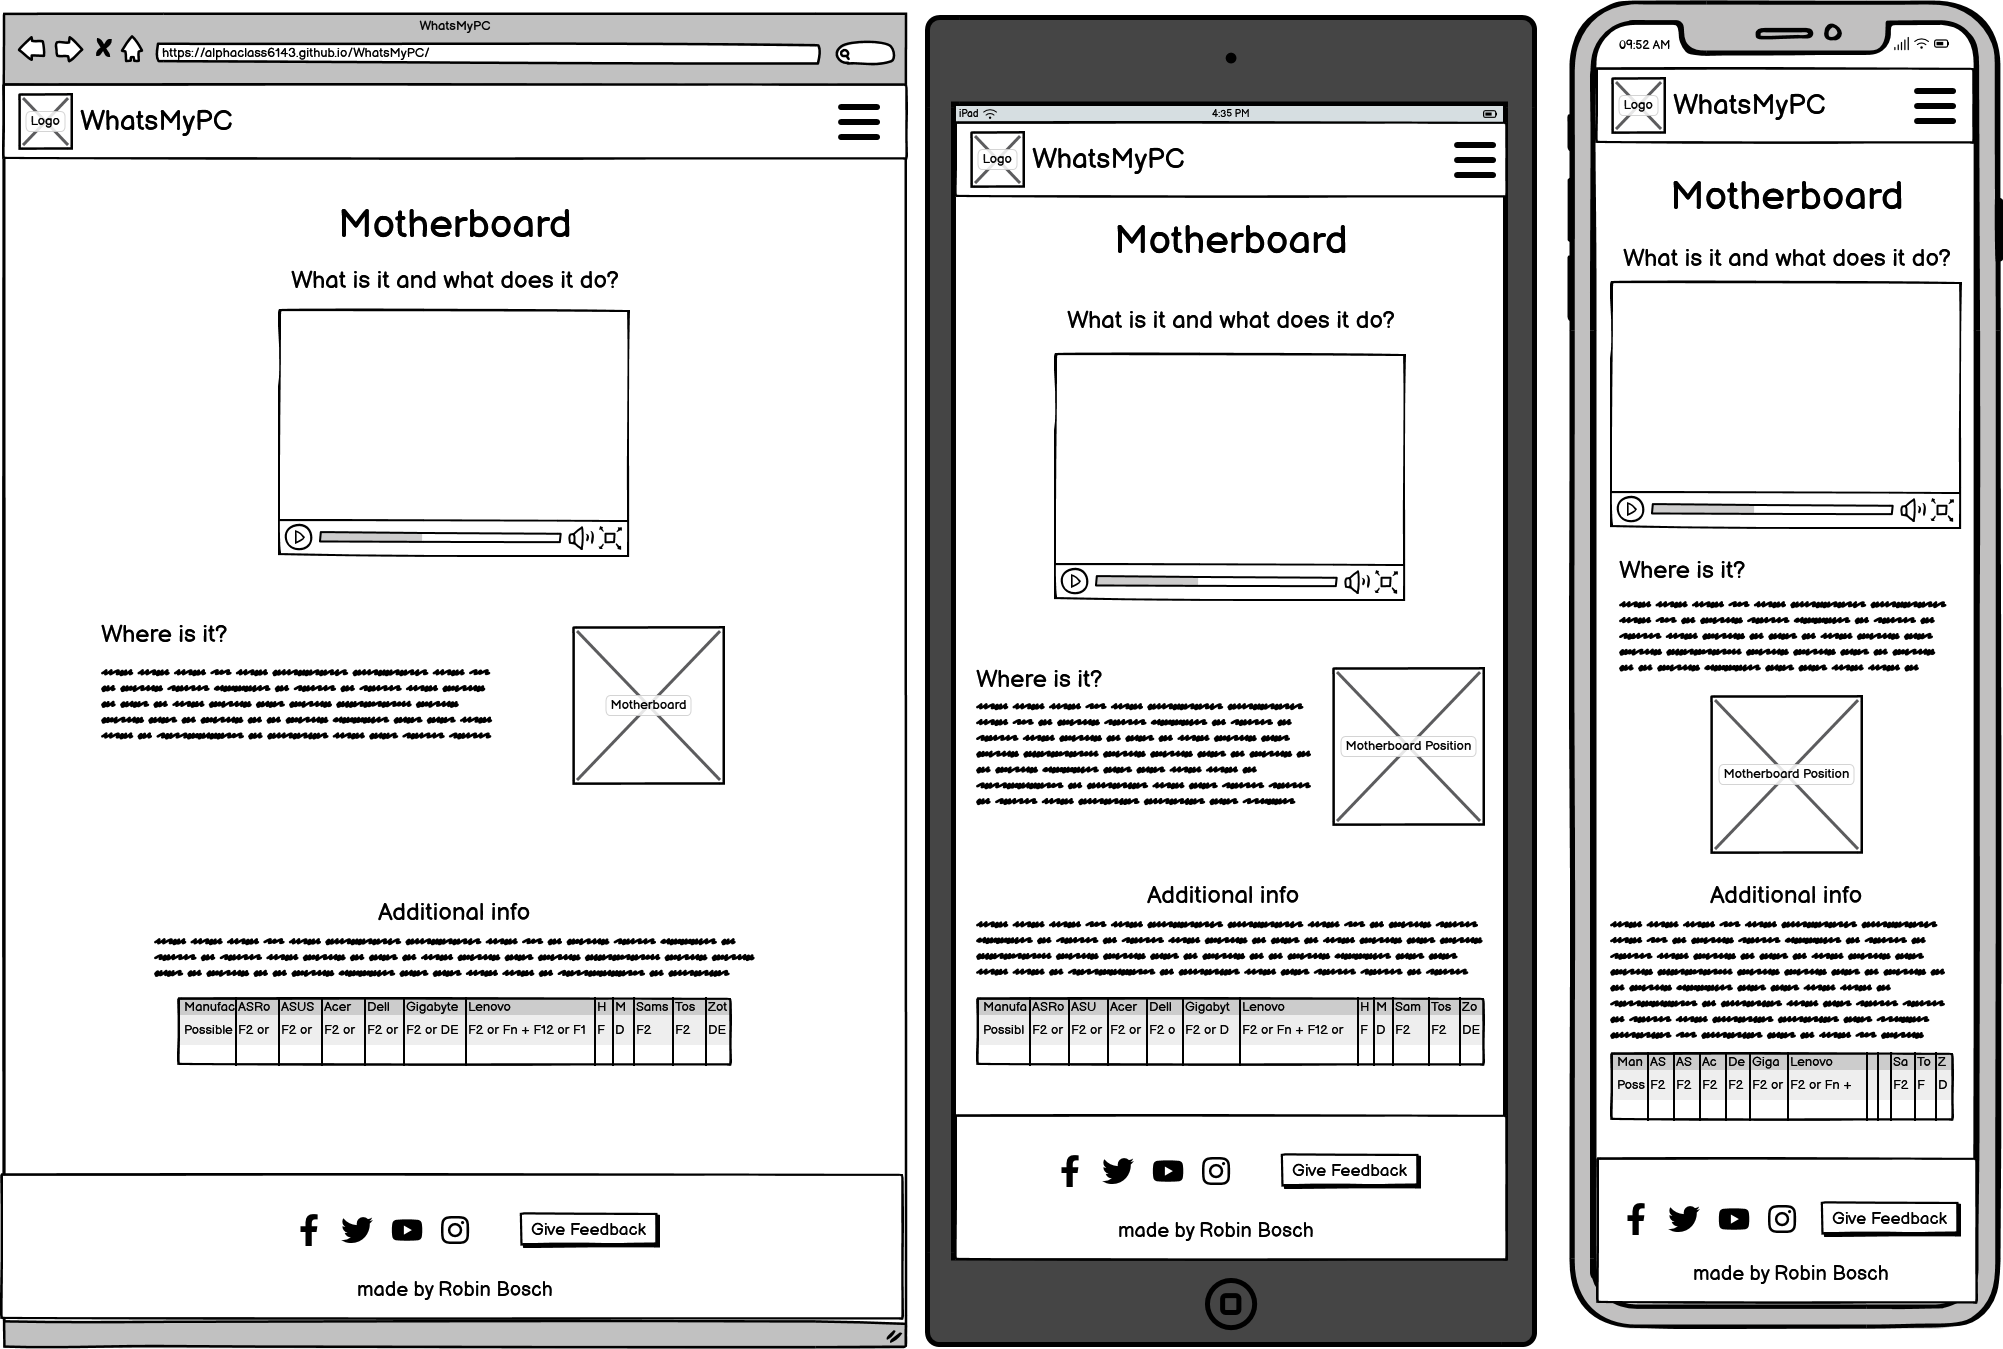 WhatsMyPC
https://alphaclass6143.github.io/WhatsMyPC/
Logo WhatsMyPC
Motherboard
What is it and what does it do?
Where is it?
Motherboard
Additional info
Manufac ASRo ASUS Acer Dell Gigabyte Lenovo H M Sams Tos Zot
Possible F2 or F2 or F2 or F2 or F2 or DE F2 or Fn + F12 or F1 F D F2 F2 DE
Give Feedback
made by Robin Bosch
iPad 4:35 PM
Logo WhatsMyPC
Motherboard
What is it and what does it do?
Where is it?
Motherboard Position
Additional info
Manufa ASRo ASU Acer Dell Gigabyt Lenovo H M Sam Tos Zo
Possibl F2 or F2 or F2 or F2 o F2 or D F2 or Fn + F12 or F D F2 F2 DE
Give Feedback
made by Robin Bosch
09:52 AM
Logo WhatsMyPC
Motherboard
What is it and what does it do?
Where is it?
Motherboard Position
Additional info
Man AS AS Ac De Giga Lenovo Sa To Z
Poss F2 F2 F2 F2 F2 or F2 or Fn + F2 F D
Give Feedback
made by Robin Bosch